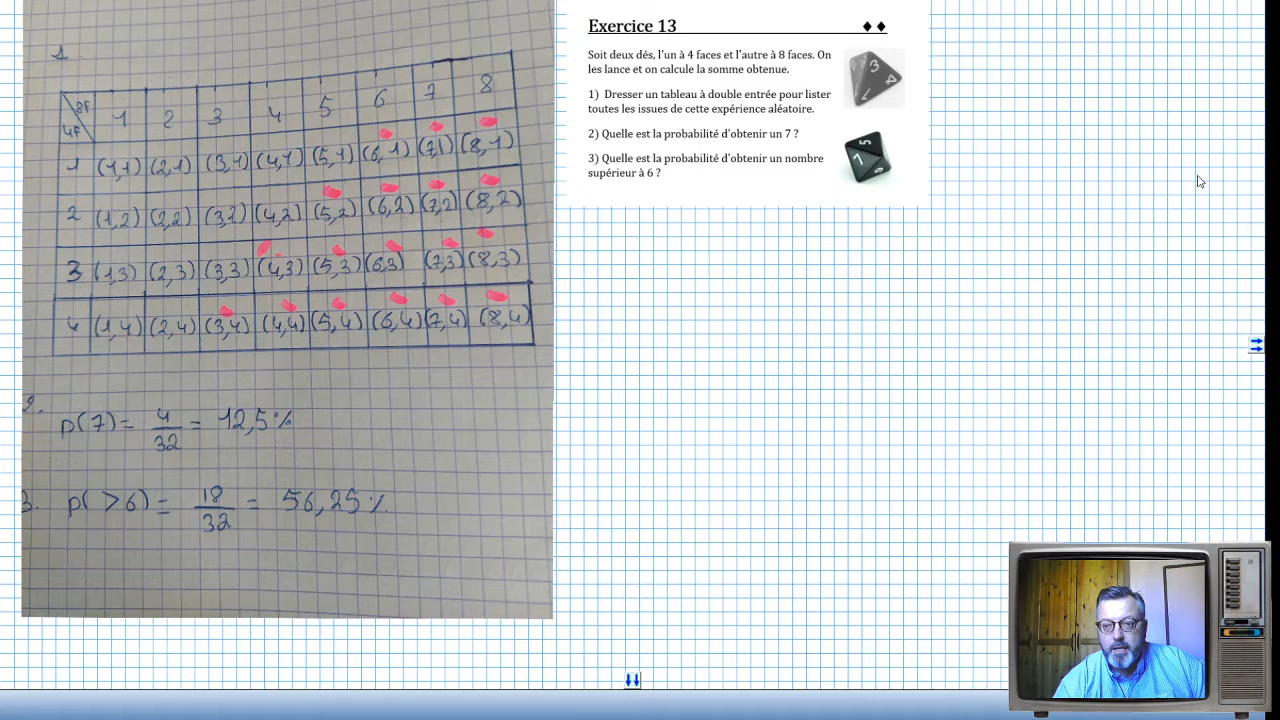 1
8F
4F
1 2 3 4 5 6 7 8
1 (1,1) (2,1) (3,1) (4,1) (5,1) (6,1) (7,1) (8,1)
2 (1,2) (2,2) (3,2) (4,2) (5,2) (6,2) (7,2) (8,2)
3 (1,3) (2,3) (3,3) (4,3) (5,3) (6,3) (7,3) (8,3)
4 (1,4) (2,4) (3,4) (4,4) (5,4) (6,4) (7,4) (8,4)
2.
p(7) = 4/32 = 12,5 %
3. p( >6) = 18/32 = 56,25 %
Exercice 13 ♦♦
Soit deux dés, l'un à 4 faces et l'autre à 8 faces. On
les lance et on calcule la somme obtenue.
1) Dresser un tableau à double entrée pour lister
toutes les issues de cette expérience aléatoire.
2) Quelle est la probabilité d'obtenir un 7 ?
3) Quelle est la probabilité d'obtenir un nombre
supérieur à 6 ?
3
4
1
5
7